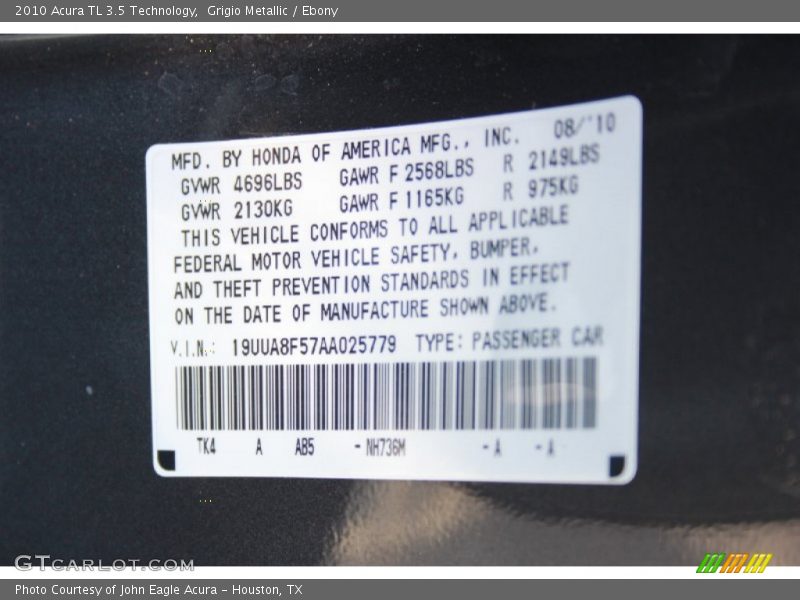 2010 Acura TL 3.5 Technology, Grigio Metallic / Ebony
MFD. BY HONDA OF AMERICA MFG., INC. 08/'10
GVWR 4696LBS GAWR F 2568LBS R 2149LBS
GVWR 2130KG GAWR F 1165KG R 975KG
THIS VEHICLE CONFORMS TO ALL APPLICABLE
FEDERAL MOTOR VEHICLE SAFETY, BUMPER,
AND THEFT PREVENTION STANDARDS IN EFFECT
ON THE DATE OF MANUFACTURE SHOWN ABOVE.
V.I.N.: 19UUA8F57AA025779 TYPE: PASSENGER CAR
TK4 A AB5 -NH736M -A -A
GTCARLOT.COM
Photo Courtesy of John Eagle Acura - Houston, TX